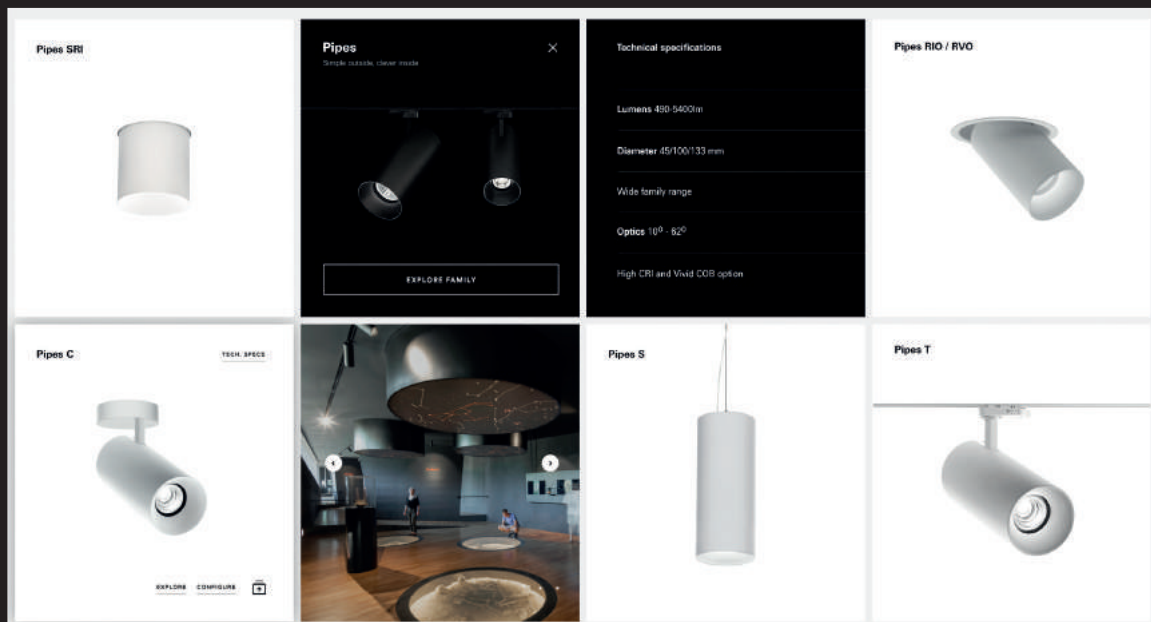 Pipes SRI
Pipes
Simple outside, clever inside
EXPLORE FAMILY
Technical specifications
Lumens 490-5400lm
Diameter 45/100/133 mm
Wide family range
Optics 10⁰ - 62⁰
High CRI and Vivid COB option
Pipes RIO / RVO
Pipes C
TECH. SPECS
EXPLORE CONFIGURE
Pipes S
Pipes T